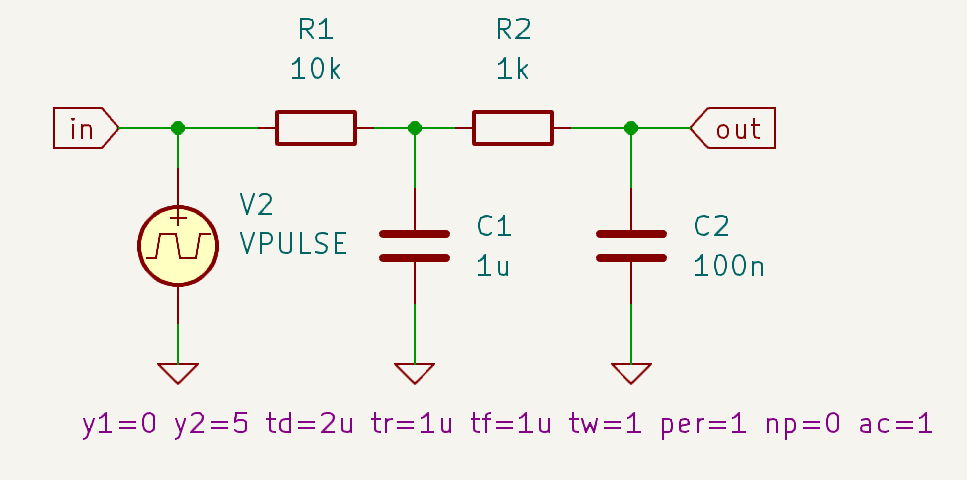 R1
10k
R2
1k
in
out
V2
VPULSE
C1
1u
C2
100n
y1=0 y2=5 td=2u tr=1u tf=1u tw=1 per=1 np=0 ac=1